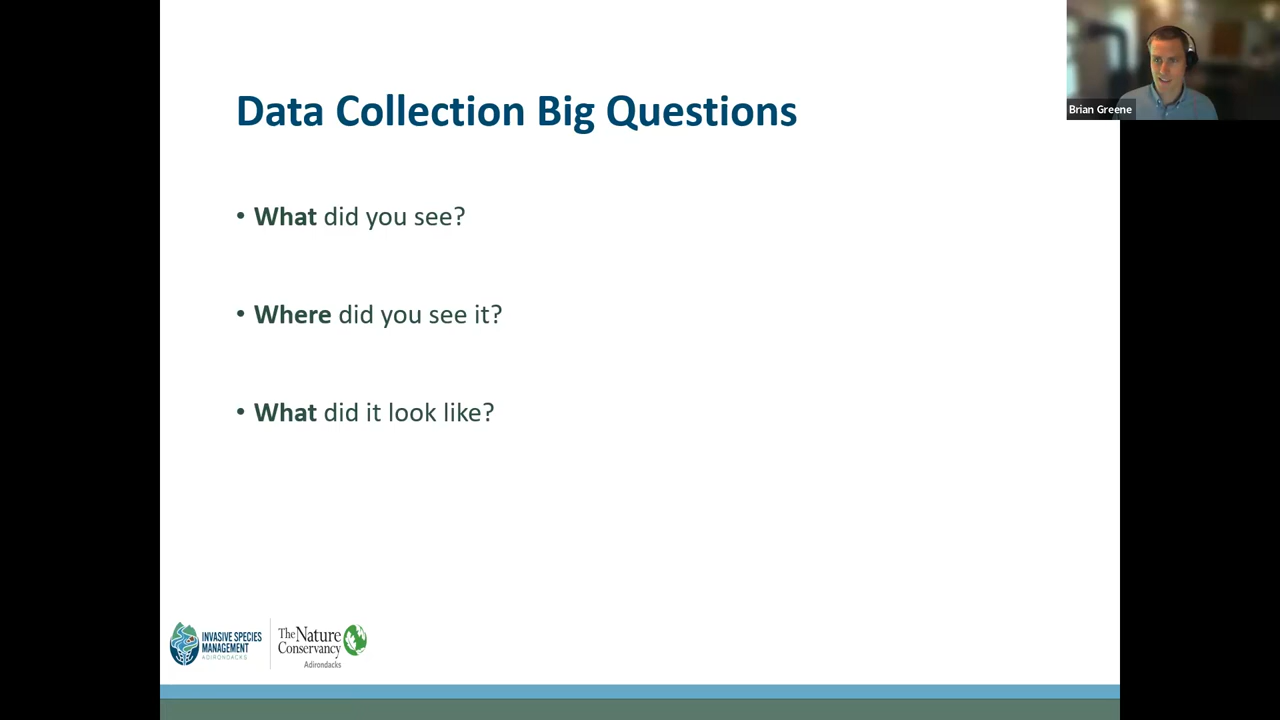 Data Collection Big Questions
Brian Greene
• What did you see?
• Where did you see it?
• What did it look like?
INVASIVE SPECIES
MANAGEMENT
ADIRONDACKS
The Nature
Conservancy
Adirondacks